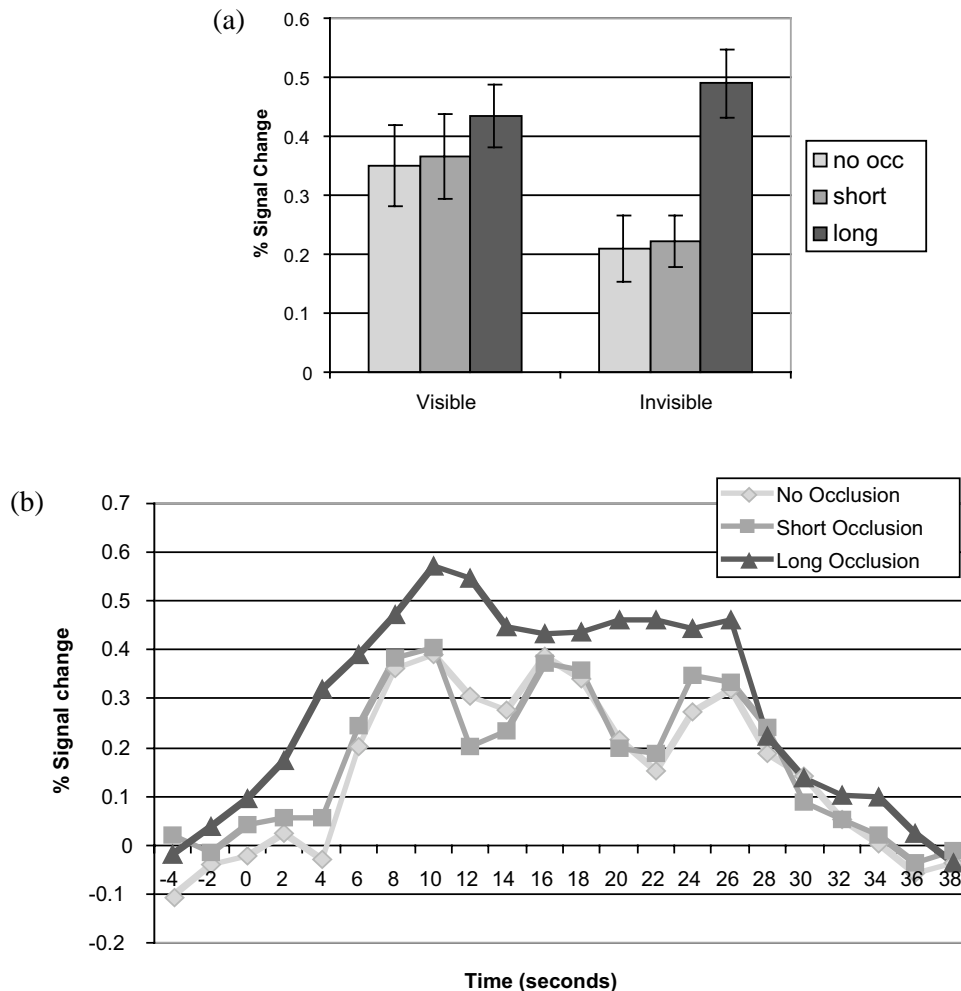 (a)
0.6
0.5
0.4
0.3
0.2
0.1
0
% Signal Change
Visible Invisible
no occ
short
long
(b)
0.7
0.6
0.5
0.4
0.3
0.2
0.1
0
-0.1
-0.2
% Signal change
No Occlusion
Short Occlusion
Long Occlusion
-4 -2 0 2 4 6 8 10 12 14 16 18 20 22 24 26 28 30 32 34 36 38
Time (seconds)